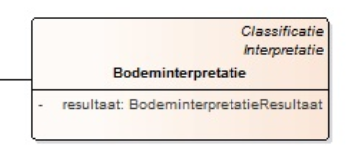 Classificatie
Interpretatie
Bodeminterpretatie
- resultaat: BodeminterpretatieResultaat